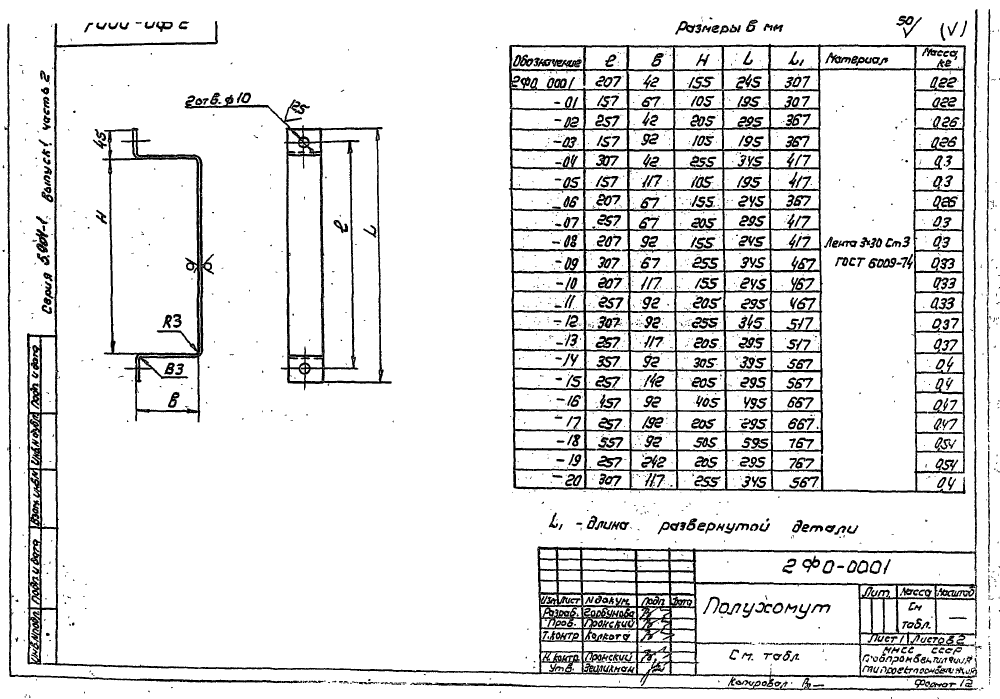 2ФО-0001
Размеры в мм
50 (√)
Обозначение ℓ в H L L₁ Материал Масса, кг
2ФО 0001 207 42 155 245 307 0,22
-01 157 67 105 195 307 0,22
-02 257 42 205 295 367 0,26
-03 157 92 105 195 367 0,26
-04 307 42 255 345 417 0,3
-05 157 117 105 195 417 0,3
-06 207 67 155 245 367 0,26
-07 257 67 205 295 417 0,3
-08 207 92 155 245 417 Лента 3×30 Ст3 0,3
-09 307 67 255 345 467 ГОСТ 6009-74 0,33
-10 207 117 155 245 467 0,33
-11 257 92 205 295 467 0,33
-12 307 92 255 345 517 0,37
-13 257 117 205 295 517 0,37
-14 357 92 305 395 567 0,4
-15 257 142 205 295 567 0,4
-16 457 92 405 495 667 0,47
-17 257 192 205 295 667 0,47
-18 557 92 505 595 767 0,54
-19 257 242 205 295 767 0,54
-20 307 117 255 345 567 0,4
L₁ - длина развернутой детали
2 отв. ф10
45
H
R3
B3
в
ℓ
L
Серия 5.904-1 Выпуск 1 часть 2
Инв.№подл. Подп. и дата Взам. инв.№ Инв.№ дубл. Подп. и дата
2ФО-0001
Полухомут
Лит. Масса Масштаб
См. табл. —
Лист 1 Листов 2
Изм. Лист № докум. Подп. Дата
Разраб. Горбунова
Пров. Пронский
Т.контр. Колкота
Н.контр. Пронский
Утв.
См. табл.
ММСС СССР
Главпромвентиляция
Гипроектпромвентиляция
Копировал
Формат 12